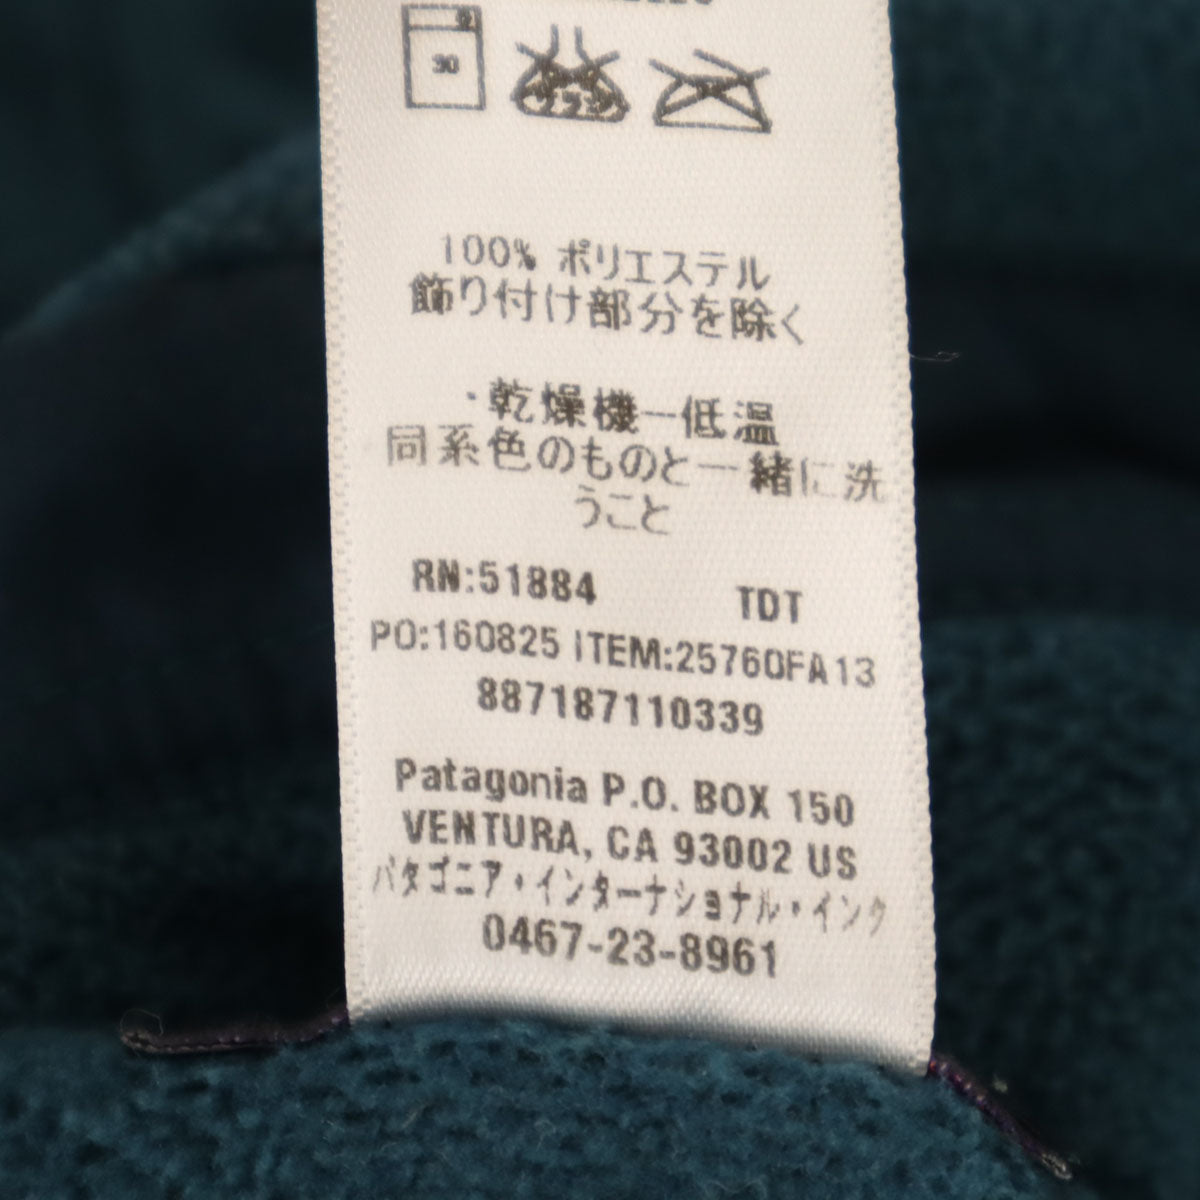 30
100% ポリエステル
飾り付け部分を除く
・乾燥機ー低温
同系色のものと一緒に洗
うこと
RN:51884 TDT
PO:160825 ITEM:25760FA13
887187110339
Patagonia P.O. BOX 150
VENTURA, CA 93002 US
パタゴニア・インターナショナル・インク
0467-23-8961